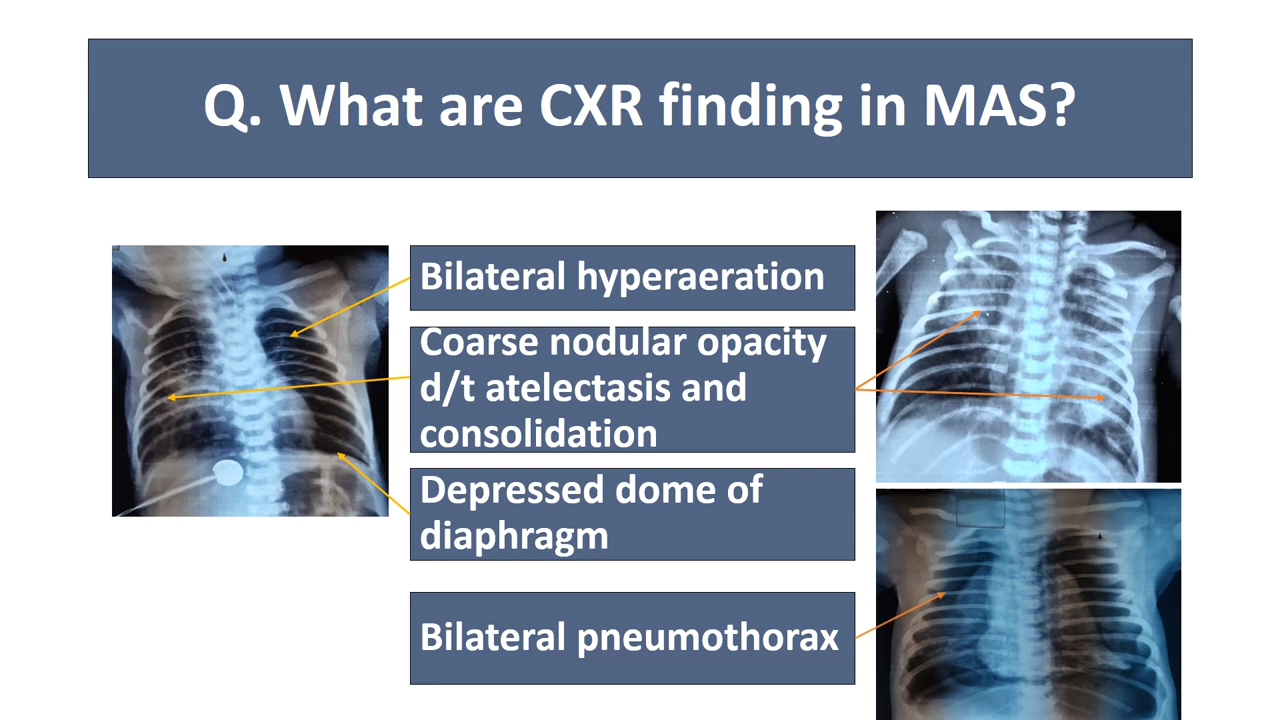 Q. What are CXR finding in MAS?
Bilateral hyperaeration
Coarse nodular opacity
d/t atelectasis and
consolidation
Depressed dome of
diaphragm
Bilateral pneumothorax